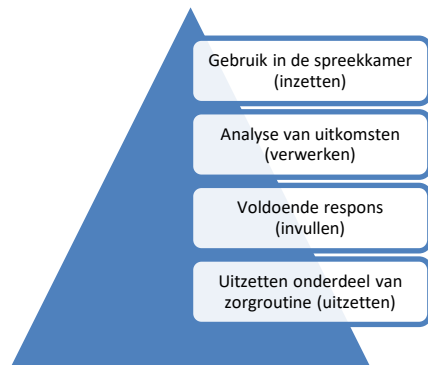 Gebruik in de spreekkamer
(inzetten)
Analyse van uitkomsten
(verwerken)
Voldoende respons
(invullen)
Uitzetten onderdeel van
zorgroutine (uitzetten)